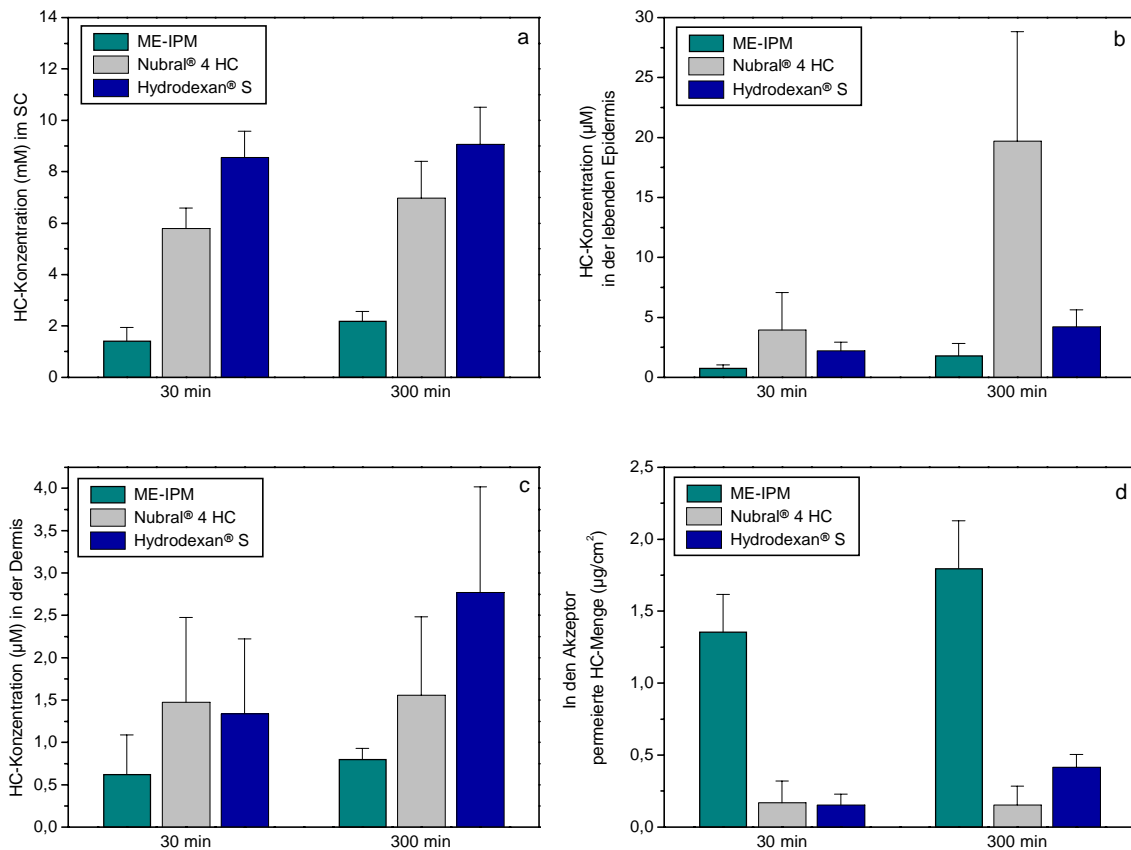 a
ME-IPM
Nubral® 4 HC
Hydrodexan® S
HC-Konzentration (mM) im SC
14
12
10
8
6
4
2
0
30 min
300 min
b
ME-IPM
Nubral® 4 HC
Hydrodexan® S
HC-Konzentration (µM)
in der lebenden Epidermis
30
25
20
15
10
5
0
30 min
300 min
c
ME-IPM
Nubral® 4 HC
Hydrodexan® S
HC-Konzentration (µM) in der Dermis
4,0
3,5
3,0
2,5
2,0
1,5
1,0
0,5
0,0
30 min
300 min
d
ME-IPM
Nubral® 4 HC
Hydrodexan® S
In den Akzeptor
permeierte HC-Menge (µg/cm²)
2,5
2,0
1,5
1,0
0,5
0,0
30 min
300 min